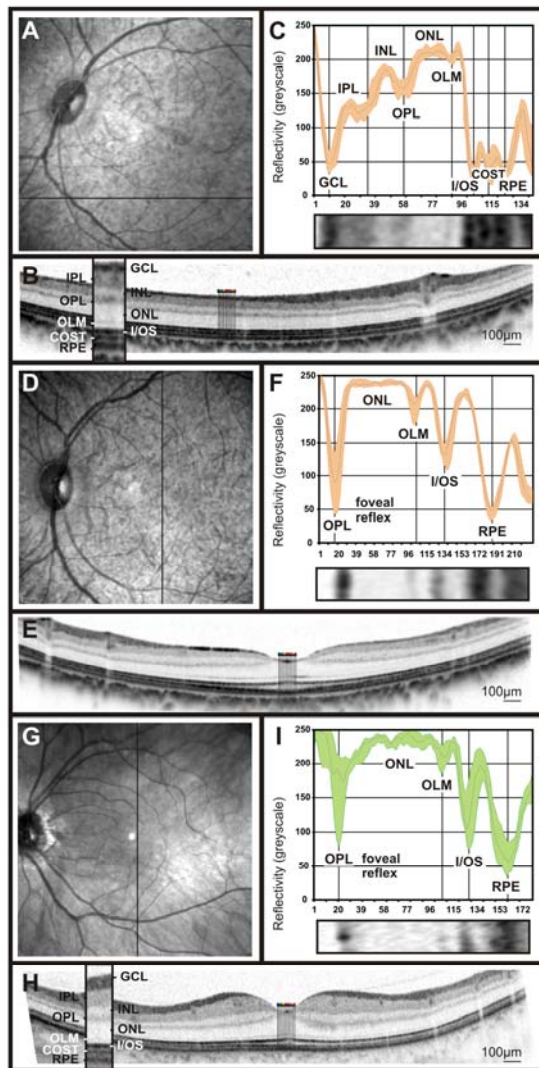 A
C
Reflectivity (greyscale)
250
200
150
100
50
0
GCL
IPL
INL
OPL
ONL
OLM
I/OS
COST
RPE
1 20 39 58 77 96 115 134
B
IPL
OPL
OLM
COST
RPE
GCL
INL
ONL
I/OS
100µm
D
F
Reflectivity (greyscale)
250
200
150
100
50
0
ONL
OLM
I/OS
OPL
foveal
reflex
RPE
1 20 39 58 77 96 115 134 153 172 191 210
E
100µm
G
I
Reflectivity (greyscale)
250
200
150
100
50
0
ONL
OLM
OPL
foveal
reflex
I/OS
RPE
1 20 39 58 77 96 115 134 153 172
H
IPL
OPL
OLM
COST
RPE
GCL
INL
ONL
I/OS
100µm